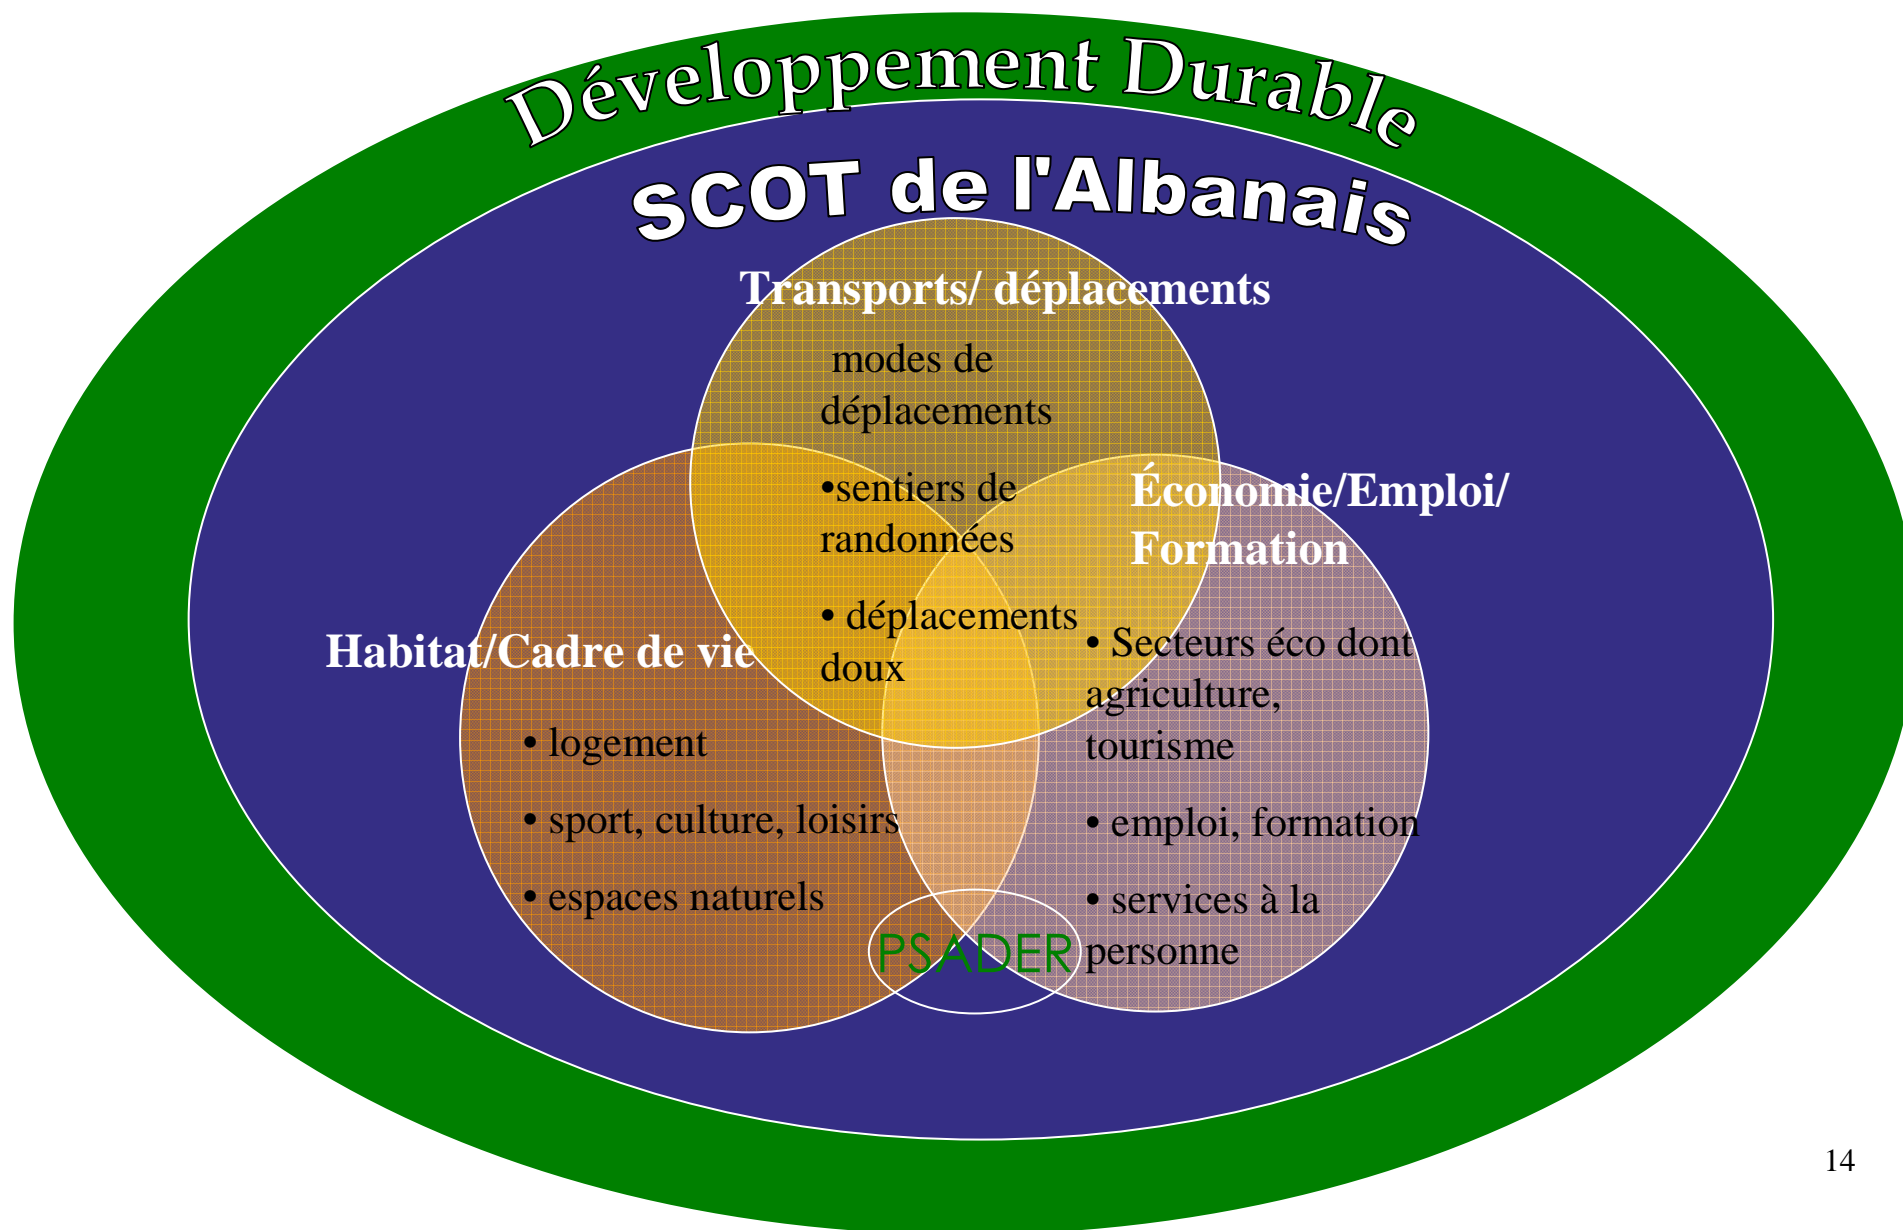 Développement Durable
SCOT de l'Albanais
Transports/ déplacements
modes de
déplacements
•sentiers de
randonnées
• déplacements
doux
Économie/Emploi/
Formation
• Secteurs éco dont
agriculture,
tourisme
• emploi, formation
• services à la
personne
Habitat/Cadre de vie
• logement
• sport, culture, loisirs
• espaces naturels
PSADER
14